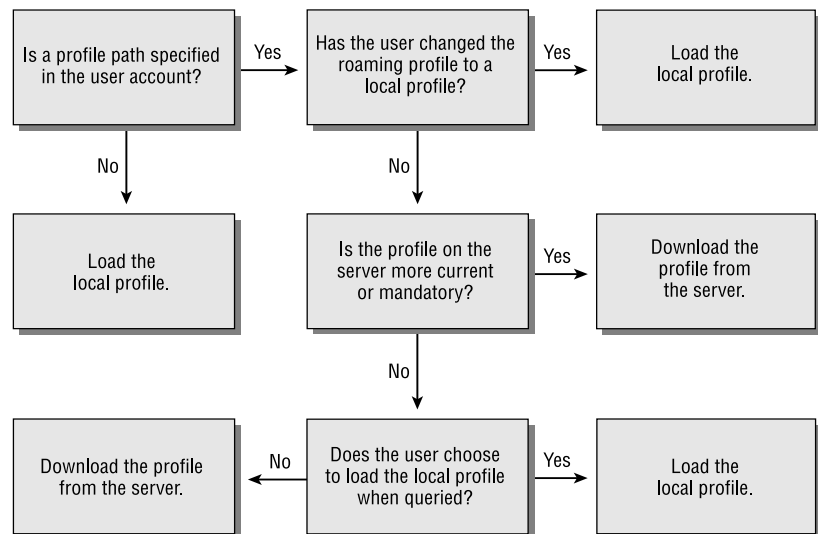 Is a profile path specified
in the user account?
Yes
Has the user changed the
roaming profile to a
local profile?
Yes
Load the
local profile.
No
No
Load the
local profile.
Is the profile on the
server more current
or mandatory?
Yes
Download the
profile from
the server.
No
Download the profile
from the server.
No
Does the user choose
to load the local profile
when queried?
Yes
Load the
local profile.